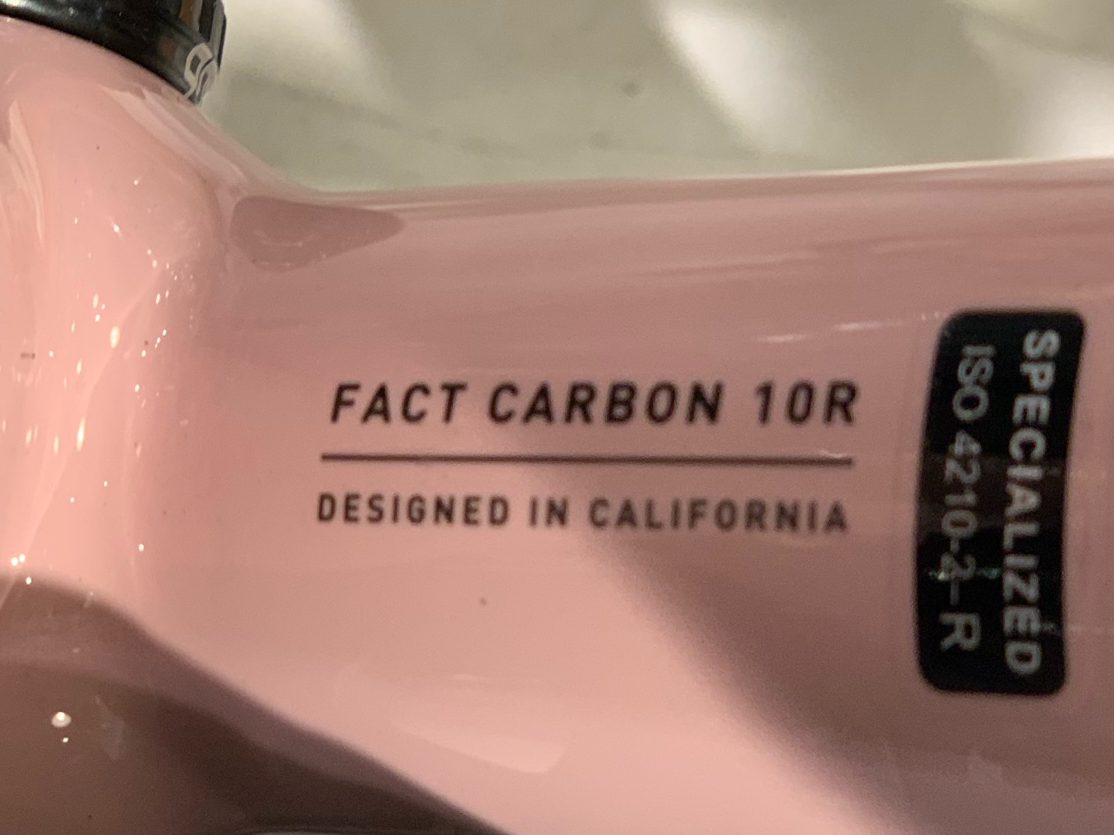 FACT CARBON 10R
DESIGNED IN CALIFORNIA
SPECIALIZED
ISO 4210-2-R